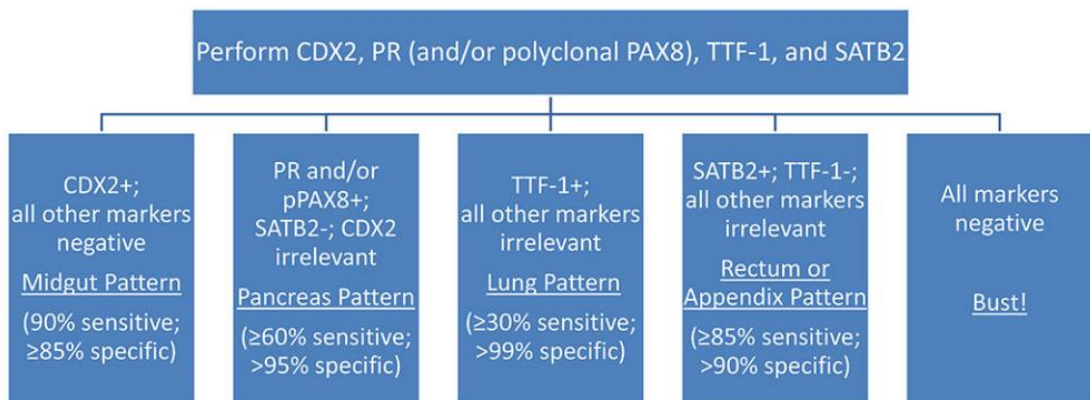 Perform CDX2, PR (and/or polyclonal PAX8), TTF-1, and SATB2
CDX2+;
all other markers
negative
Midgut Pattern
(90% sensitive;
≥85% specific)
PR and/or
pPAX8+;
SATB2-; CDX2
irrelevant
Pancreas Pattern
(≥60% sensitive;
>95% specific)
TTF-1+;
all other markers
irrelevant
Lung Pattern
(≥30% sensitive;
>99% specific)
SATB2+; TTF-1-;
all other markers
irrelevant
Rectum or
Appendix Pattern
(≥85% sensitive;
>90% specific)
All markers
negative
Bust!